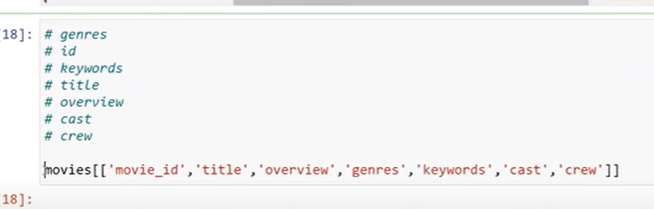 [18]: # genres
# id
# keywords
# title
# overview
# cast
# crew
movies[['movie_id','title','overview','genres','keywords','cast','crew']]
[18]: